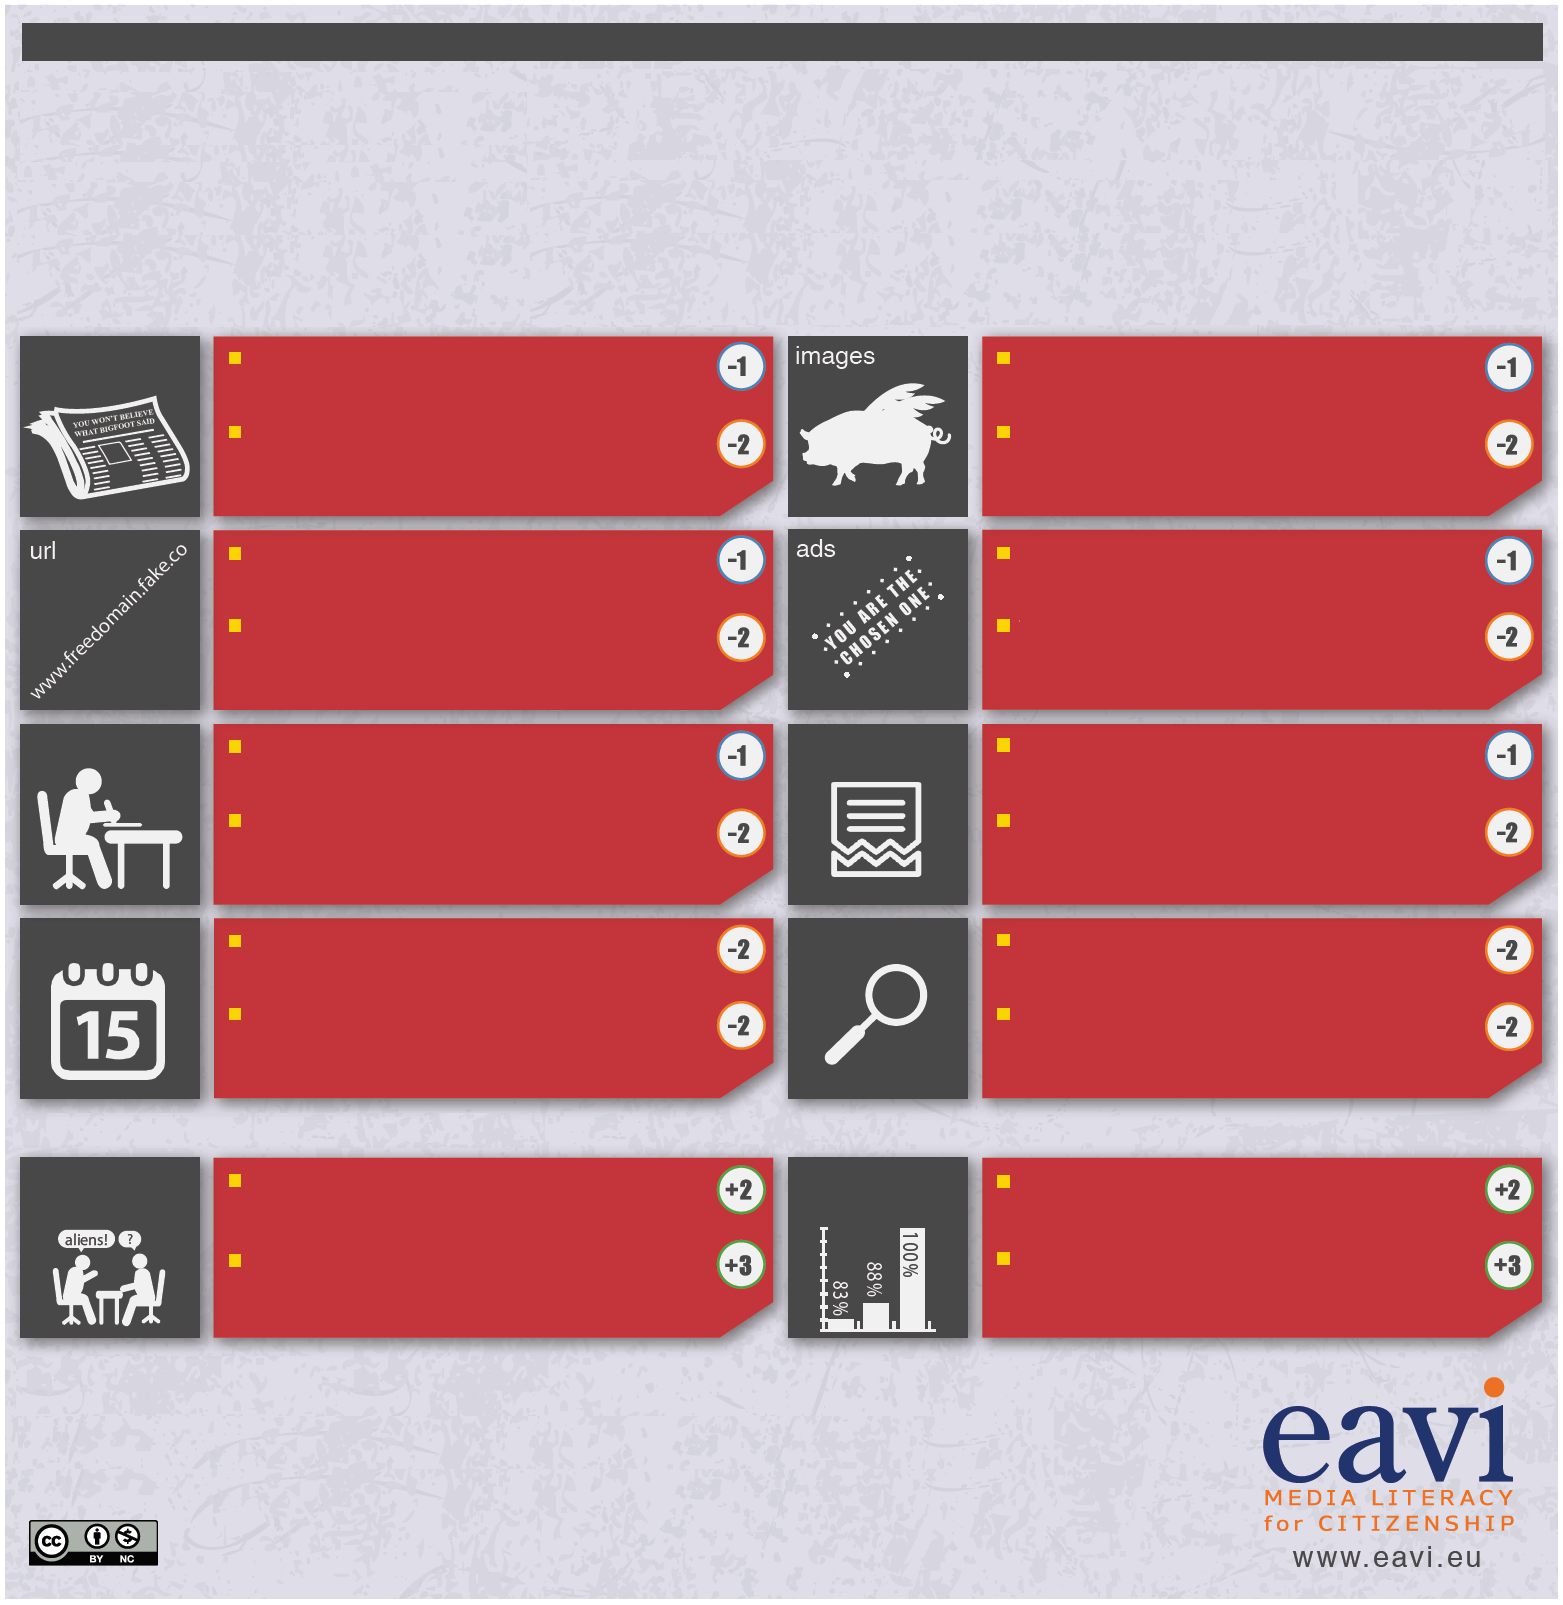 YOU WON'T BELIEVE
WHAT BIGFOOT SAID
-1
-2
images
-1
-2
url
www.freedomain.fake.co
-1
-2
ads
YOU ARE THE
CHOSEN ONE
-1
-2
-1
-2
-1
-2
15
-2
-2
-2
-2
aliens!
?
+2
+3
83%
88%
100%
+2
+3
eavi
MEDIA LITERACY
for CITIZENSHIP
www.eavi.eu
cc
BY NC